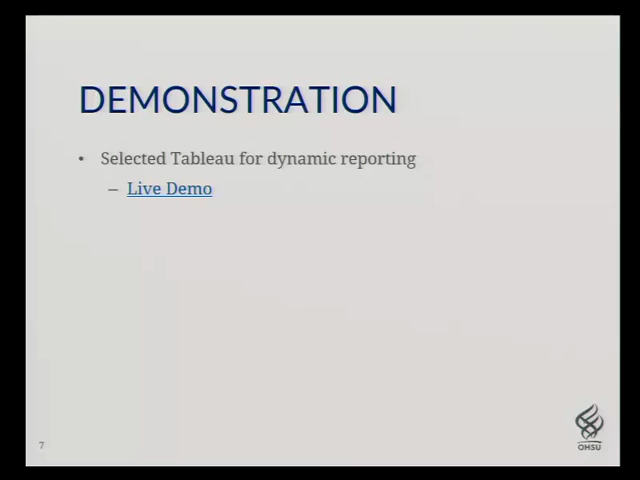 DEMONSTRATION
• Selected Tableau for dynamic reporting
– Live Demo
7
OHSU